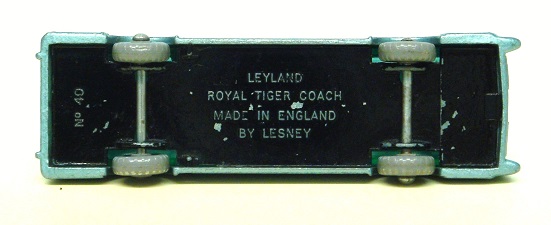 Nº 40
LEYLAND
ROYAL TIGER COACH
MADE IN ENGLAND
BY LESNEY